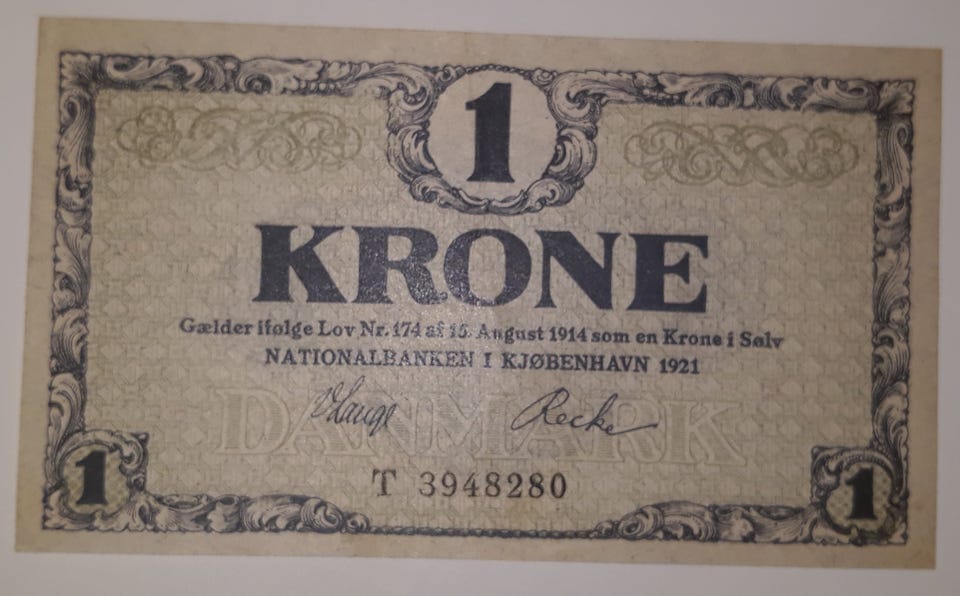 1
KRONE
Gælder ifølge Lov Nr. 174 af 15. August 1914 som en Krone i Sølv
NATIONALBANKEN I KJØBENHAVN 1921
DANMARK
VLange Recke
T 3948280
1 1